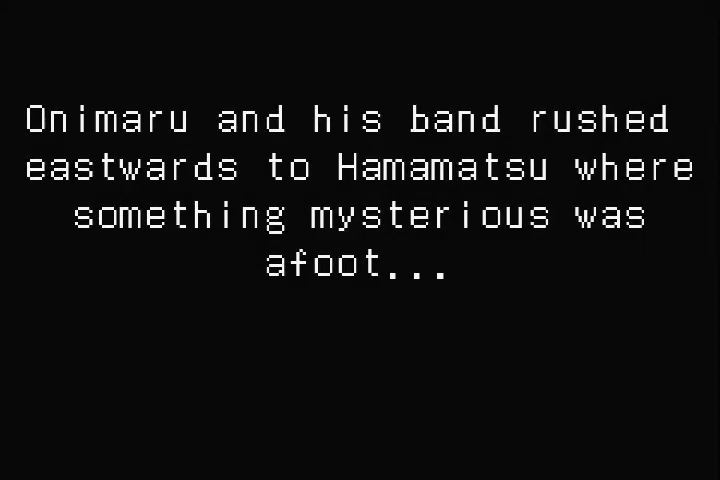 Onimaru and his band rushed
eastwards to Hamamatsu where
something mysterious was
afoot...